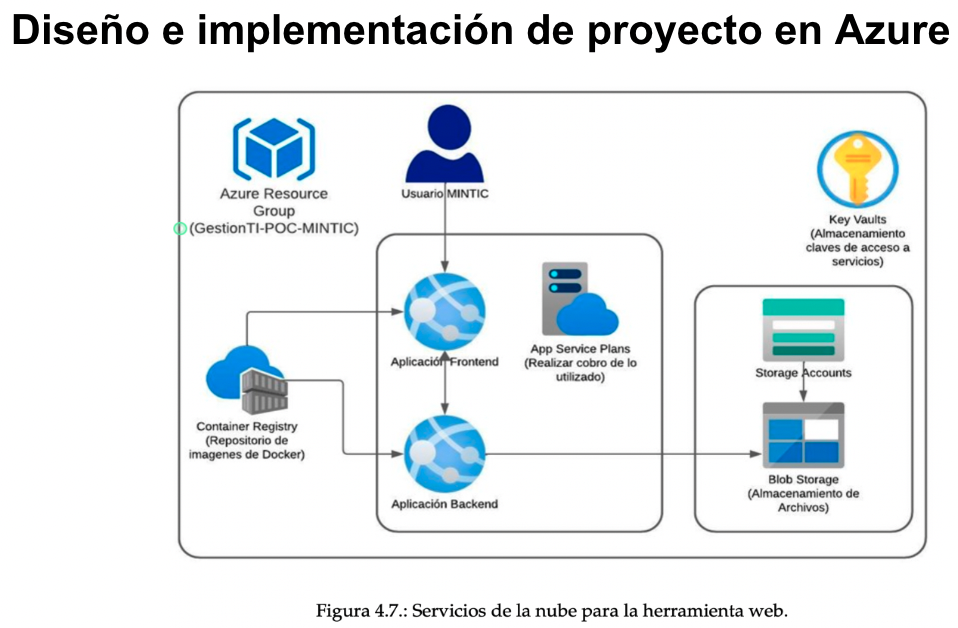 Diseño e implementación de proyecto en Azure
Azure Resource
Group
(GestionTI-POC-MINTIC)
Usuario MINTIC
Key Vaults
(Almacenamiento
claves de acceso a
servicios)
Aplicación Frontend
App Service Plans
(Realizar cobro de lo
utilizado)
Storage Accounts
Container Registry
(Repositorio de
imagenes de Docker)
Aplicación Backend
Blob Storage
(Almacenamiento de
Archivos)
Figura 4.7.: Servicios de la nube para la herramienta web.